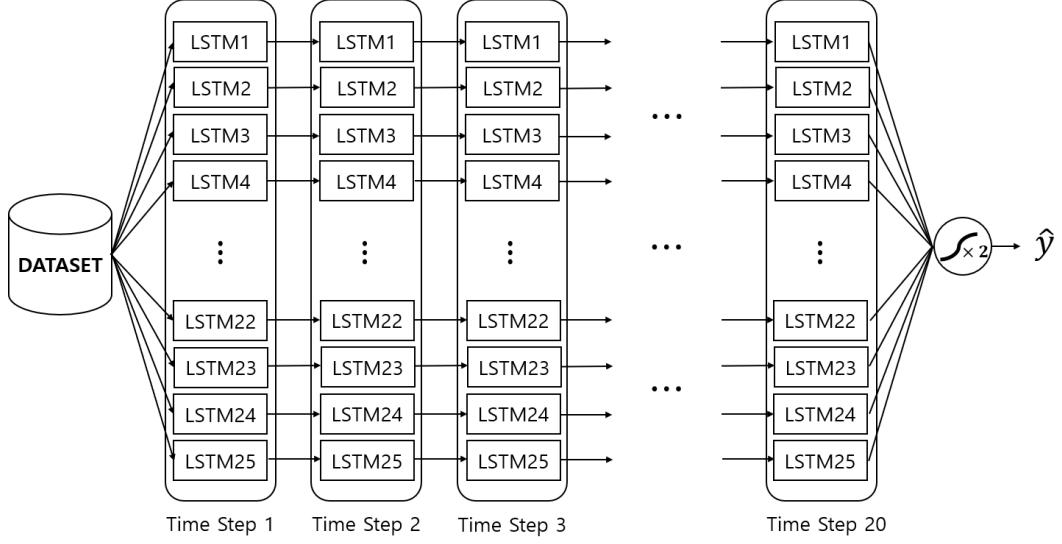 LSTM1 LSTM1 LSTM1 LSTM1
LSTM2 LSTM2 LSTM2 LSTM2
LSTM3 LSTM3 LSTM3 ... LSTM3
LSTM4 LSTM4 LSTM4 LSTM4
DATASET ⋮ ⋮ ⋮ ... ⋮ × 2 ŷ
LSTM22 LSTM22 LSTM22 LSTM22
LSTM23 LSTM23 LSTM23 ... LSTM23
LSTM24 LSTM24 LSTM24 LSTM24
LSTM25 LSTM25 LSTM25 LSTM25
Time Step 1 Time Step 2 Time Step 3 Time Step 20